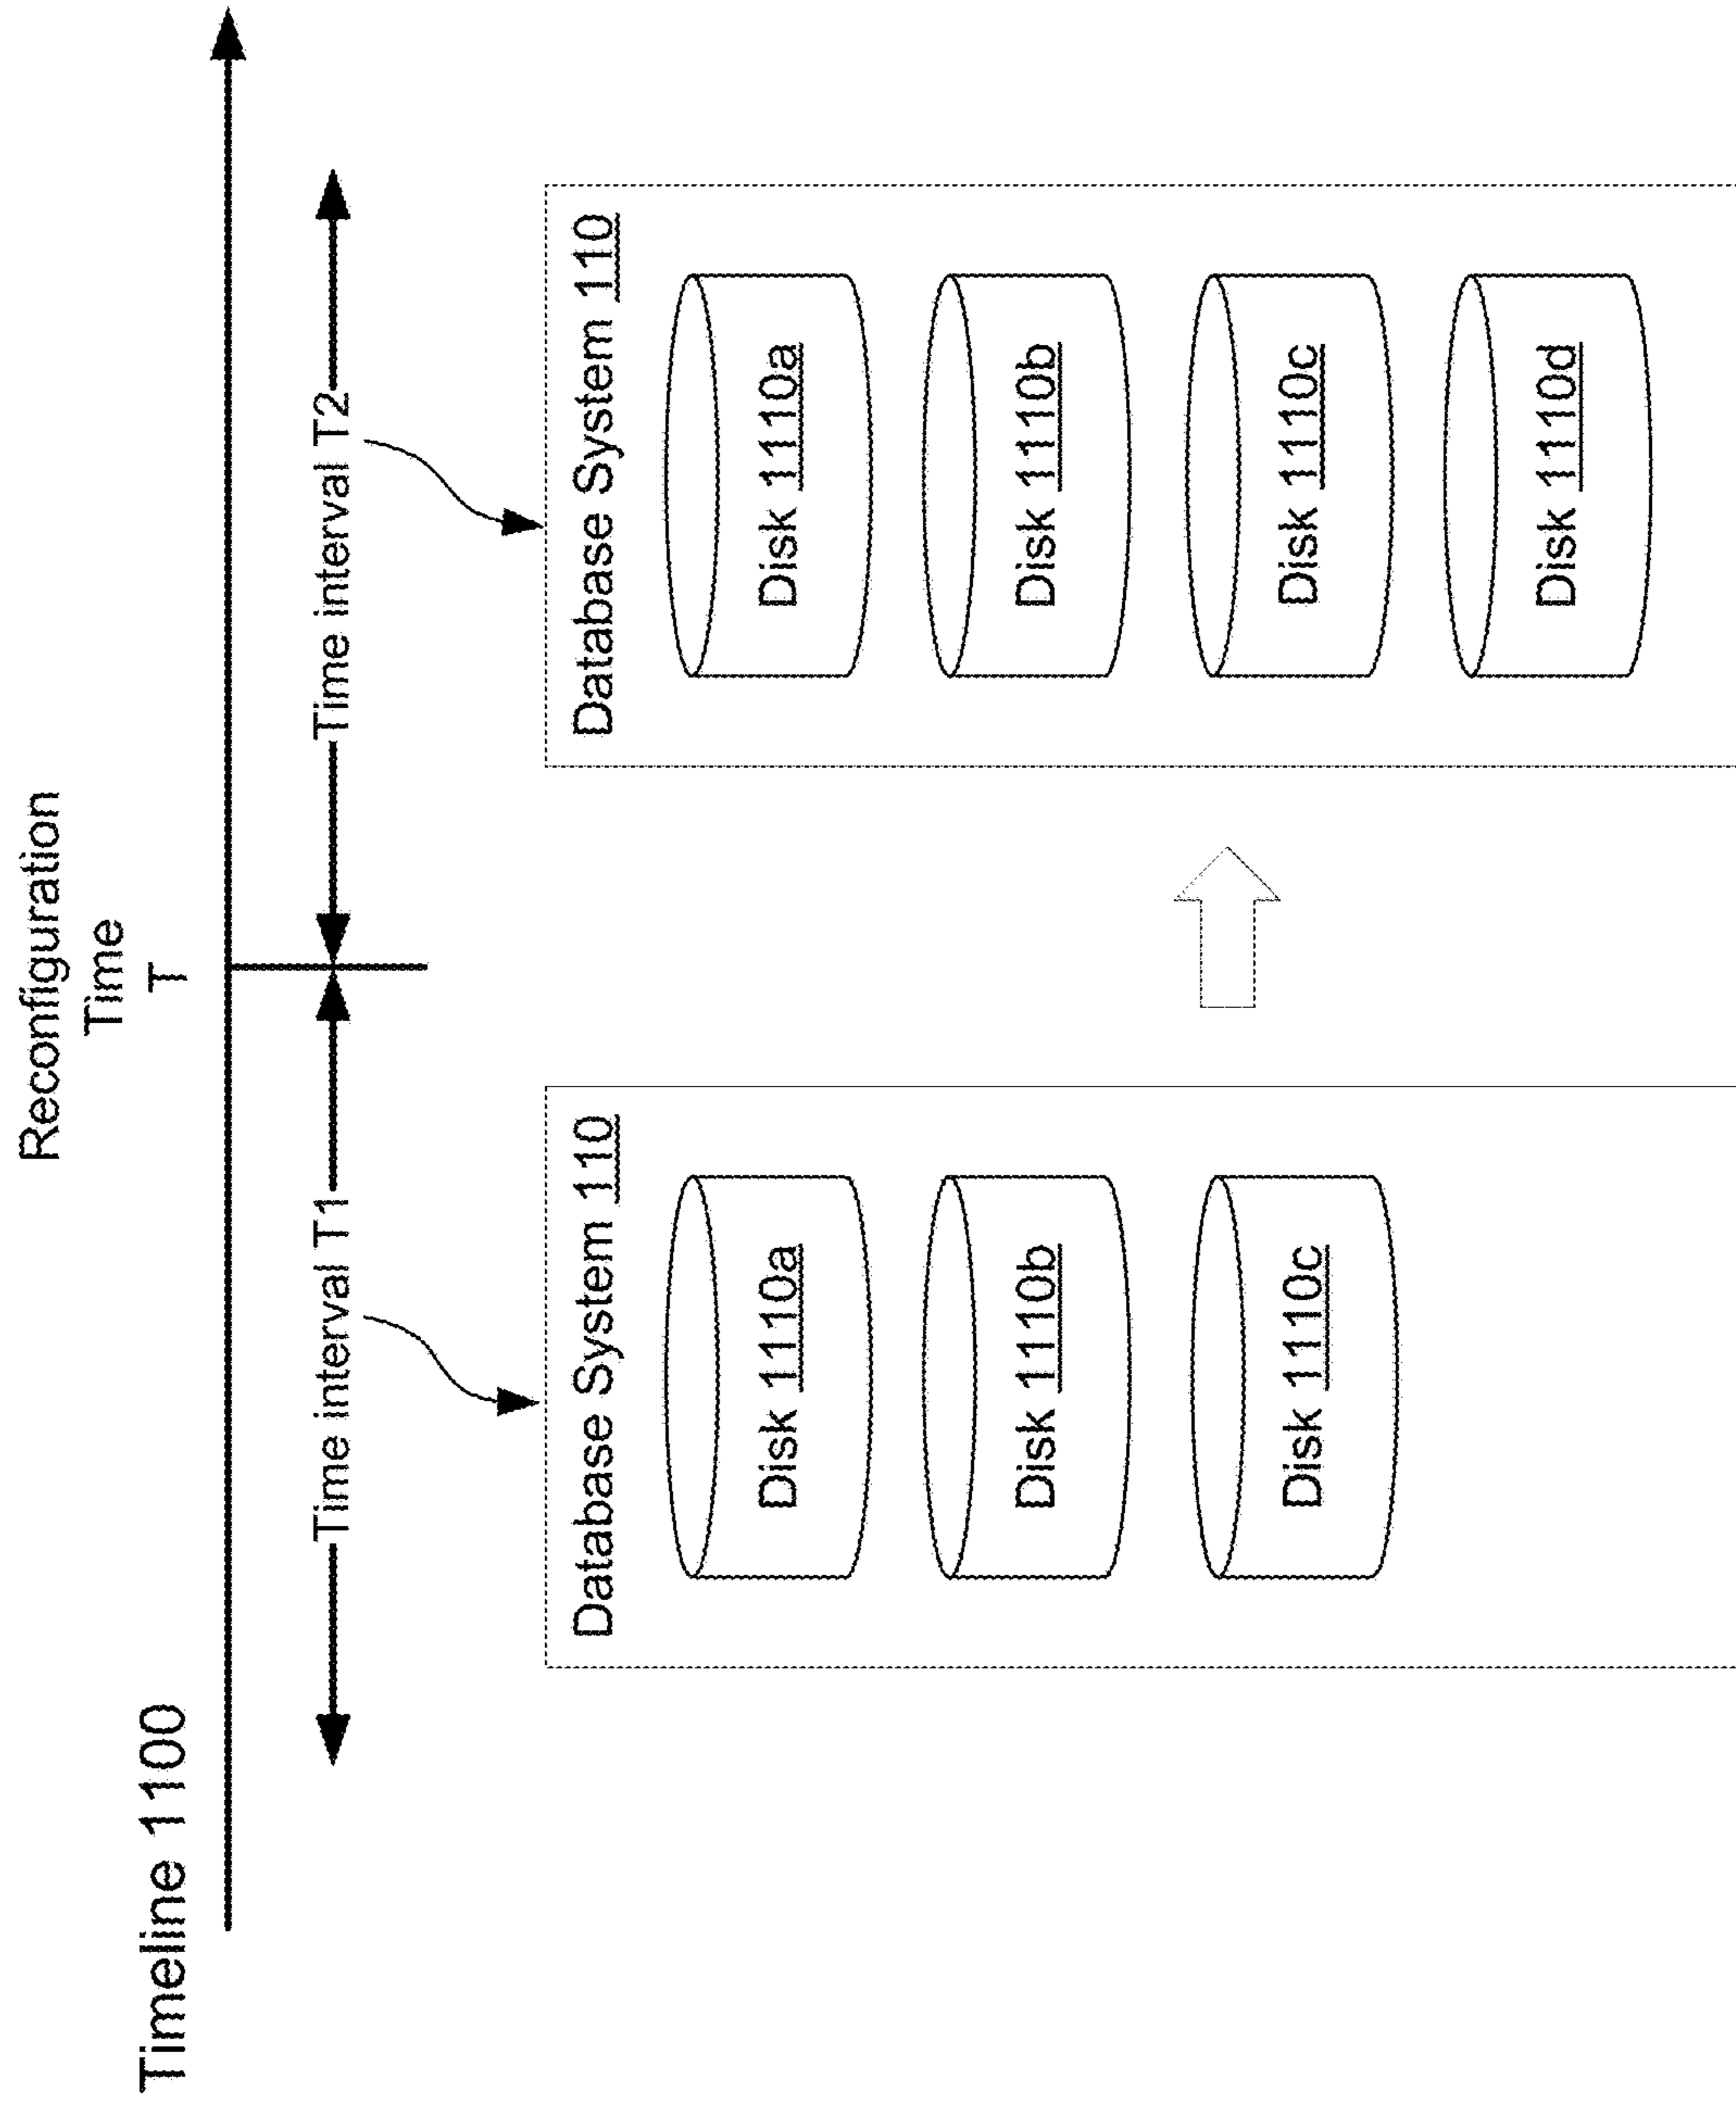 Reconfiguration
Time
T
Timeline 1100
Time interval T1
Time interval T2
Database System 110
Disk 1110a
Disk 1110b
Disk 1110c
Database System 110
Disk 1110a
Disk 1110b
Disk 1110c
Disk 1110d